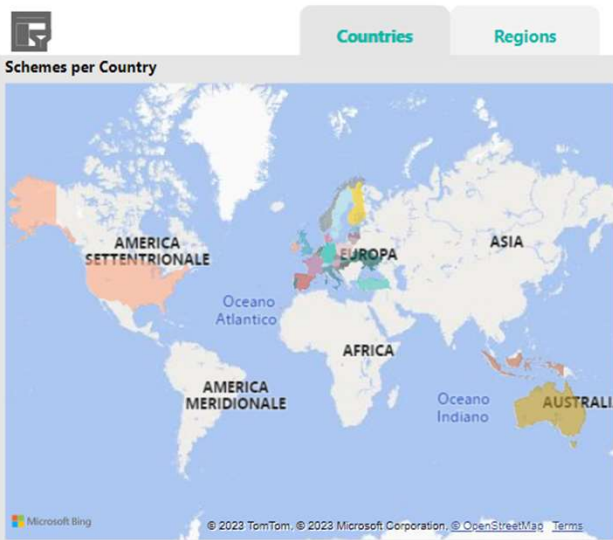 Countries
Regions
Schemes per Country
AMERICA
SETTENTRIONALE
EUROPA
ASIA
Oceano
Atlantico
AFRICA
AMERICA
MERIDIONALE
Oceano
Indiano
AUSTRALI
Microsoft Bing
© 2023 TomTom, © 2023 Microsoft Corporation, © OpenStreetMap Terms